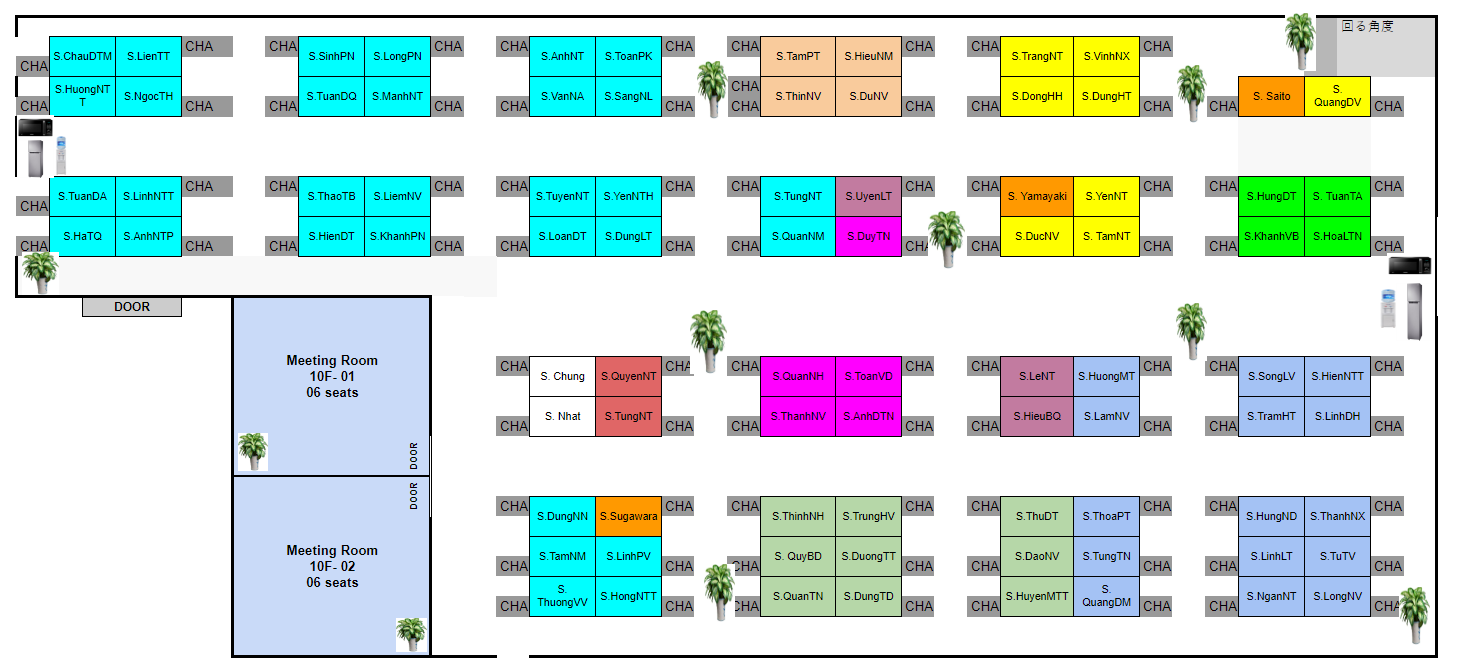 回る角度
CHA
CHA
S.ChauDTM
S.LienTT
CHA
S.HuongNT
T
S.NgocTH
CHA
CHA
CHA
S.SinhPN
S.LongPN
CHA
CHA
S.TuanDQ
S.ManhNT
CHA
CHA
S.AnhNT
S.ToanPK
CHA
CHA
S.VanNA
S.SangNL
CHA
CHA
S.TamPT
S.HieuNM
CHA
CHA
S.ThinNV
S.DuNV
CHA
S.TrangNT
S.VinhNX
CHA
CHA
S.DongHH
S.DungHT
CHA
CHA
S. Saito
S.
QuangDV
CHA
CHA
S.TuanDA
S.LinhNTT
CHA
CHA
S.HaTQ
S.AnhNTP
CHA
CHA
S.ThaoTB
S.LiemNV
CHA
CHA
S.HienDT
S.KhanhPN
CHA
CHA
S.TuyenNT
S.YenNTH
CHA
CHA
S.LoanDT
S.DungLT
CHA
CHA
S.TungNT
S.UyenLT
CHA
CHA
S.QuanNM
S.DuyTN
CHA
CHA
S. Yamayaki
S.YenNT
CHA
CHA
S.DucNV
S. TamNT
CHA
CHA
S.HungDT
S. TuanTA
CHA
CHA
S.KhanhVB
S.HoaLTN
CHA
DOOR
Meeting Room
10F- 01
06 seats
DOOR
CHA
S. Chung
S.QuyenNT
CHA
CHA
S. Nhat
S.TungNT
CHA
CHA
S.QuanNH
S.ToanVD
CHA
CHA
S.ThanhNV
S.AnhDTN
CHA
CHA
S.LeNT
S.HuongMT
CHA
CHA
S.HieuBQ
S.LamNV
CHA
CHA
S.SongLV
S.HienNTT
CHA
CHA
S.TramHT
S.LinhDH
CHA
DOOR
Meeting Room
10F- 02
06 seats
CHA
S.DungNN
S.Sugawara
CHA
CHA
S.TamNM
S.LinhPV
CHA
CHA
S.
ThuongVV
S.HongNTT
CHA
CHA
S.ThinhNH
S.TrungHV
CHA
CHA
S. QuyBD
S.DuongTT
CHA
CHA
S.QuanTN
S.DungTD
CHA
CHA
S.ThuDT
S.ThoaPT
CHA
CHA
S.DaoNV
S.TungTN
CHA
CHA
S.HuyenMTT
S.
QuangDM
CHA
CHA
S.HungND
S.ThanhNX
CHA
CHA
S.LinhLT
S.TuTV
CHA
CHA
S.NganNT
S.LongNV
CHA